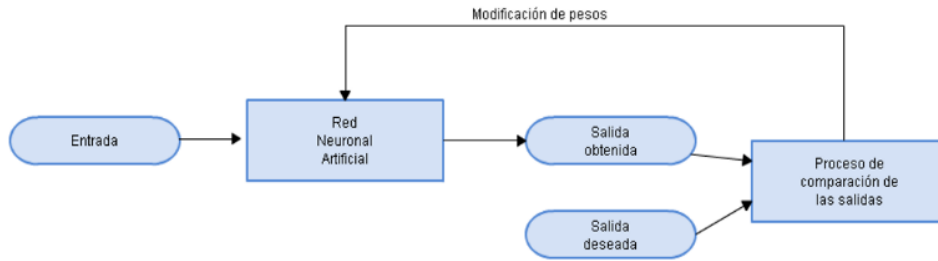 Modificación de pesos
Entrada
Red
Neuronal
Artificial
Salida
obtenida
Proceso de
comparación de
las salidas
Salida
deseada